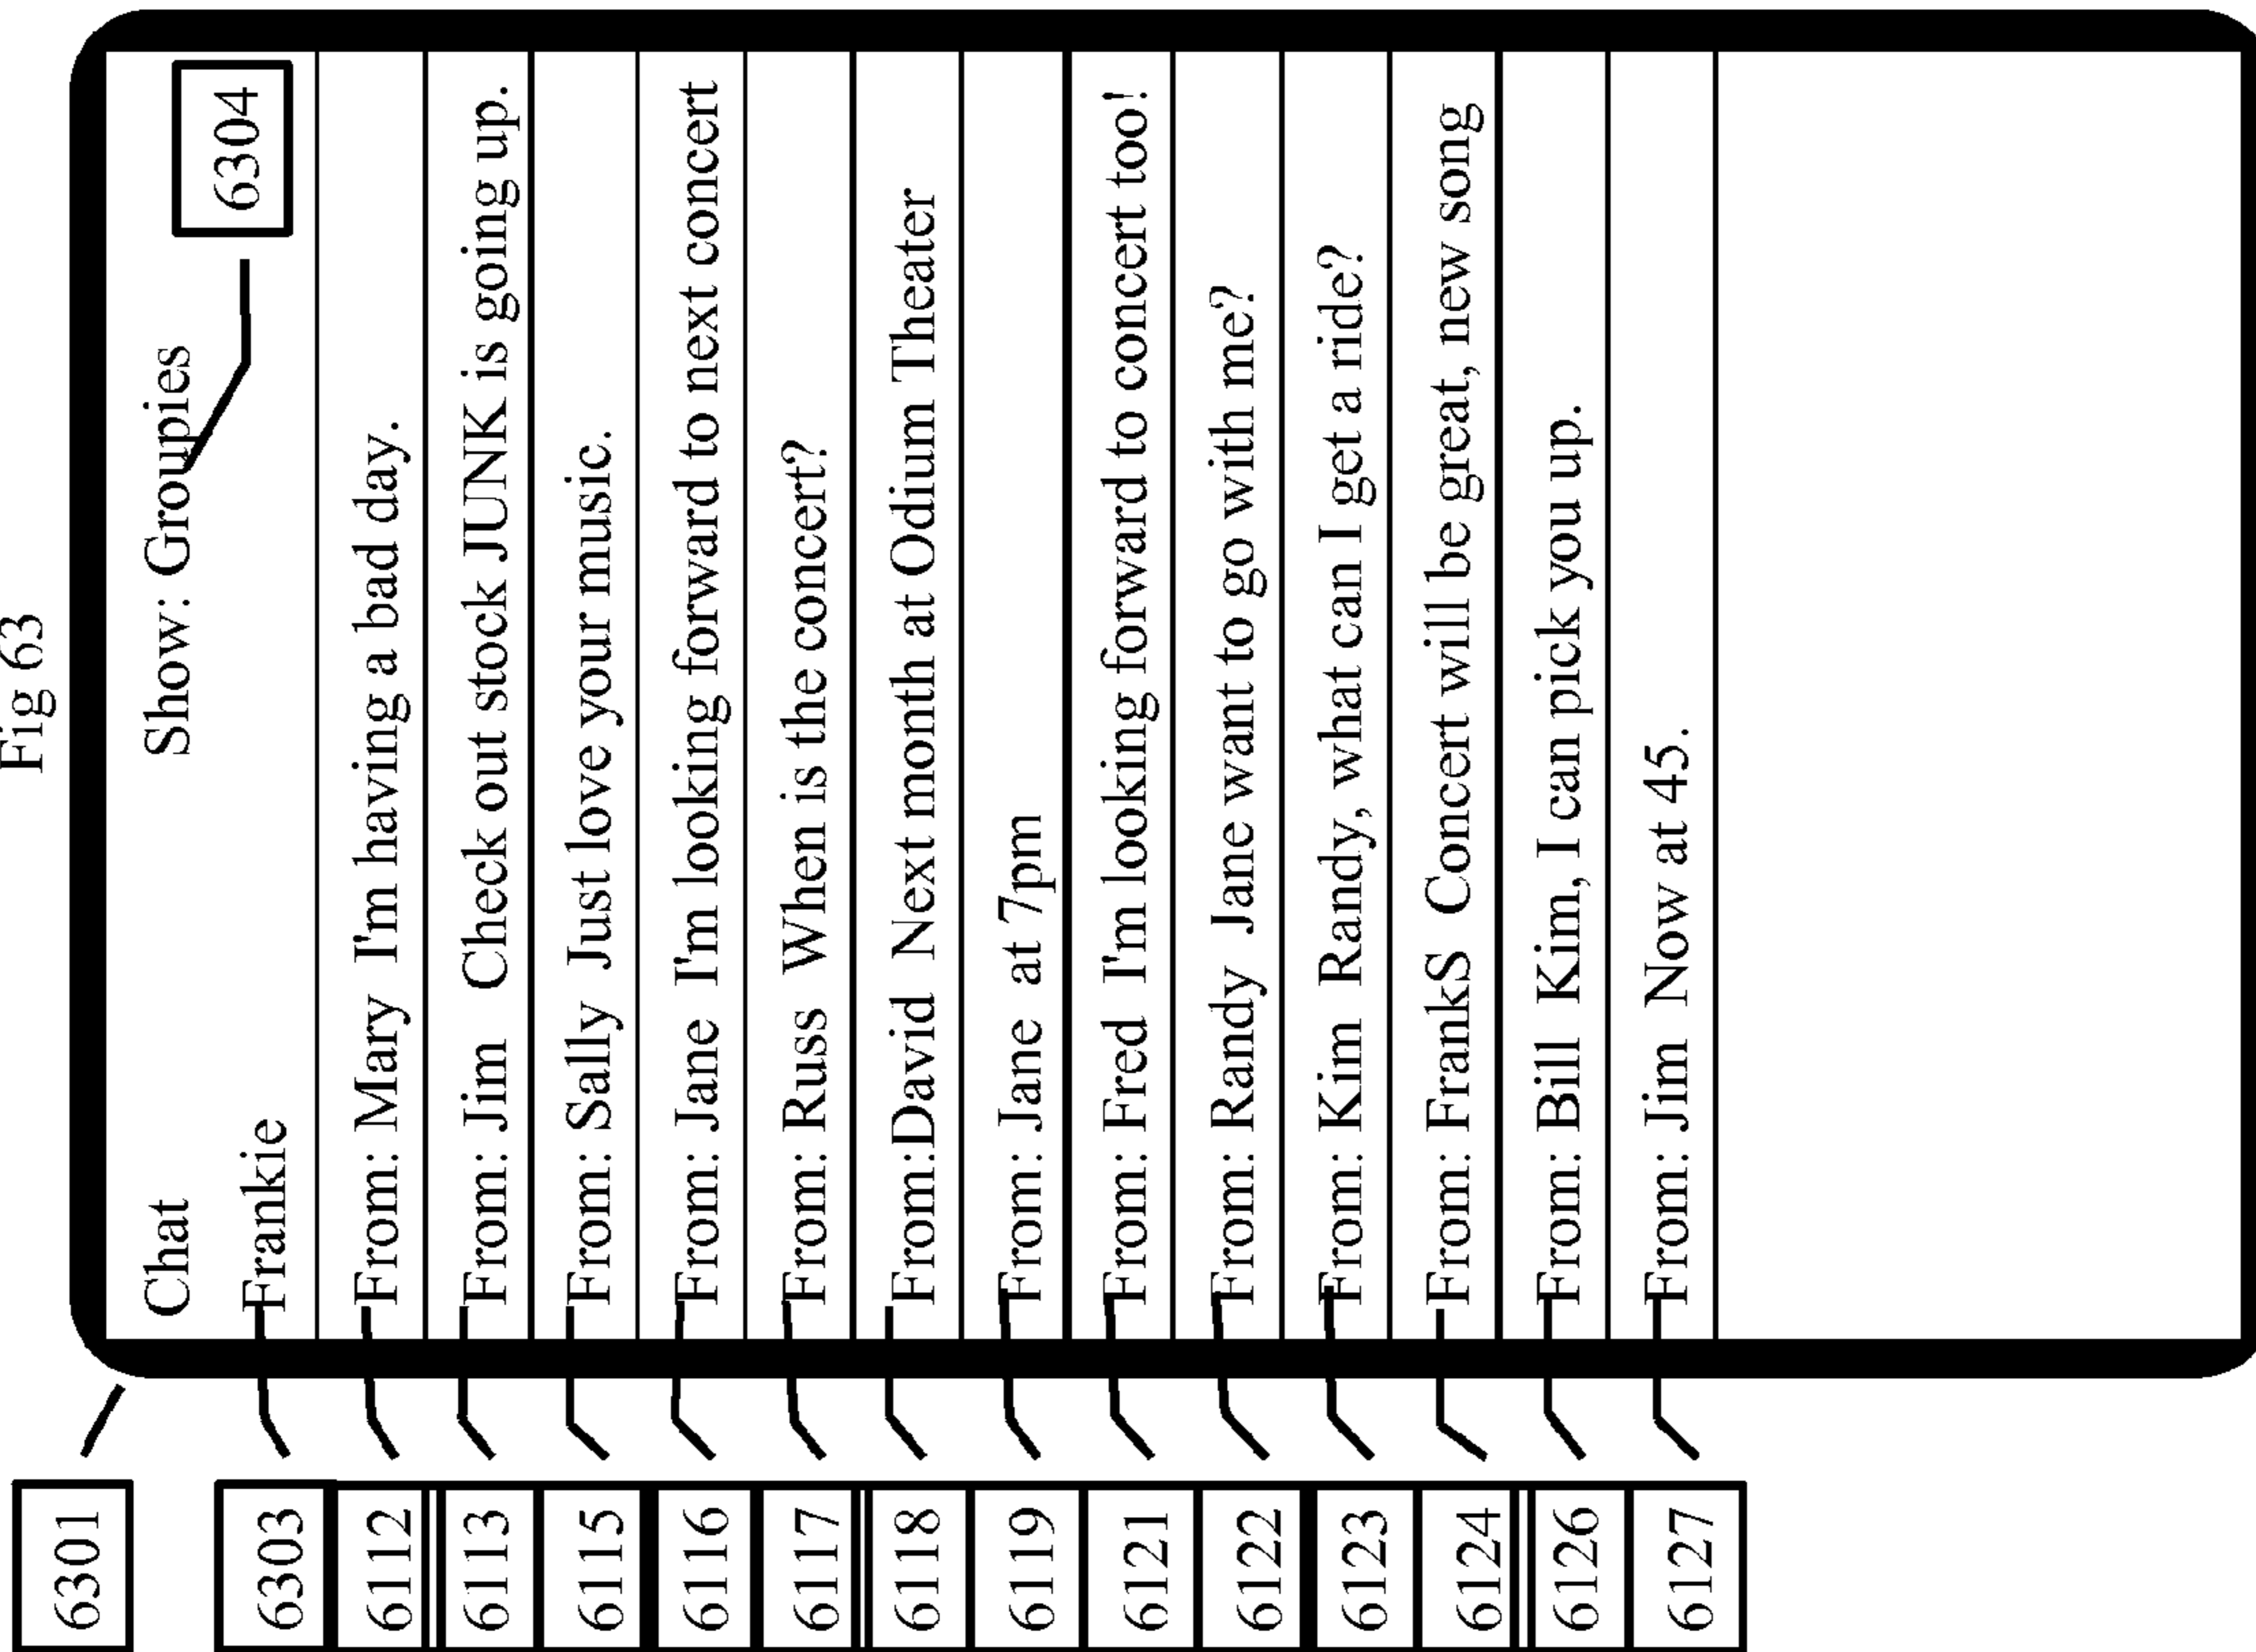 Fig 63
6301
Chat Show: Groupies
6304
6303 Frankie
6112 From: Mary I'm having a bad day.
6113 From: Jim Check out stock JUNK is going up.
6115 From: Sally Just love your music.
6116 From: Jane I'm looking forward to next concert
6117 From: Russ When is the concert?
6118 From:David Next month at Odium Theater
6119 From: Jane at 7pm
6121 From: Fred I'm looking forward to concert too!
6122 From: Randy Jane want to go with me?
6123 From: Kim Randy, what can I get a ride?
6124 From: FrankS Concert will be great, new song
6126 From: Bill Kim, I can pick you up.
6127 From: Jim Now at 45.